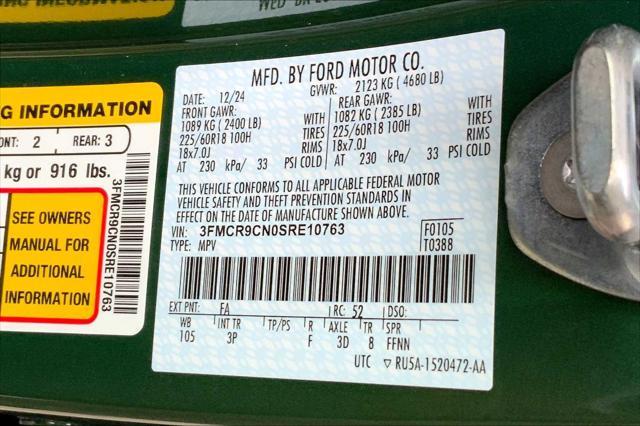 MFD. BY FORD MOTOR CO.
DATE: 12/24 GVWR: 2123 KG ( 4680 LB)
FRONT GAWR: REAR GAWR:
1089 KG ( 2400 LB) WITH 1082 KG ( 2385 LB) WITH
225/60R18 100H TIRES 225/60R18 100H TIRES
18x7.0J RIMS 18x7.0J RIMS
AT 230 kPa/ 33 PSI COLD AT 230 kPa/ 33 PSI COLD
THIS VEHICLE CONFORMS TO ALL APPLICABLE FEDERAL MOTOR
VEHICLE SAFETY AND THEFT PREVENTION STANDARDS IN
EFFECT ON THE DATE OF MANUFACTURE SHOWN ABOVE.
VIN: 3FMCR9CN0SRE10763 F0105
TYPE: MPV T0388
EXT PNT: FA RC: 52 DSO:
WB INT TR TP/PS R AXLE TR SPR
105 3P F 3D 8 FFNN
UTC ▽ RU5A-1520472-AA
NG INFORMATION
ONT: 2 REAR: 3
kg or 916 lbs.
SEE OWNERS
MANUAL FOR
ADDITIONAL
INFORMATION
3FMCR9CN0SRE10763